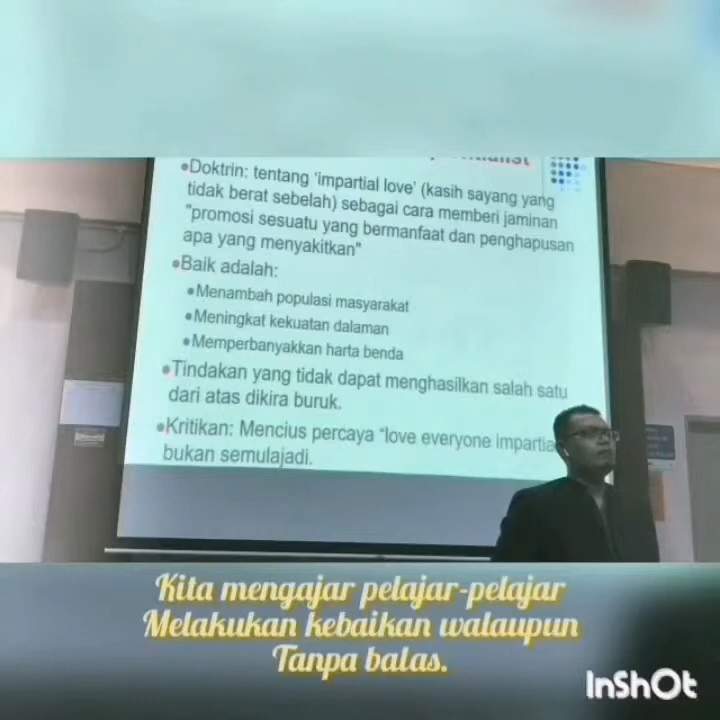 •Doktrin: tentang 'impartial love' (kasih sayang yang
tidak berat sebelah) sebagai cara memberi jaminan
"promosi sesuatu yang bermanfaat dan penghapusan
apa yang menyakitkan"
•Baik adalah:
•Menambah populasi masyarakat
•Meningkat kekuatan dalaman
•Memperbanyakkan harta benda
•Tindakan yang tidak dapat menghasilkan salah satu
dari atas dikira buruk.
•Kritikan: Mencius percaya "love everyone impartia
bukan semulajadi.
Kita mengajar pelajar-pelajar
Melakukan kebaikan walaupun
Tanpa balas.
InShOt